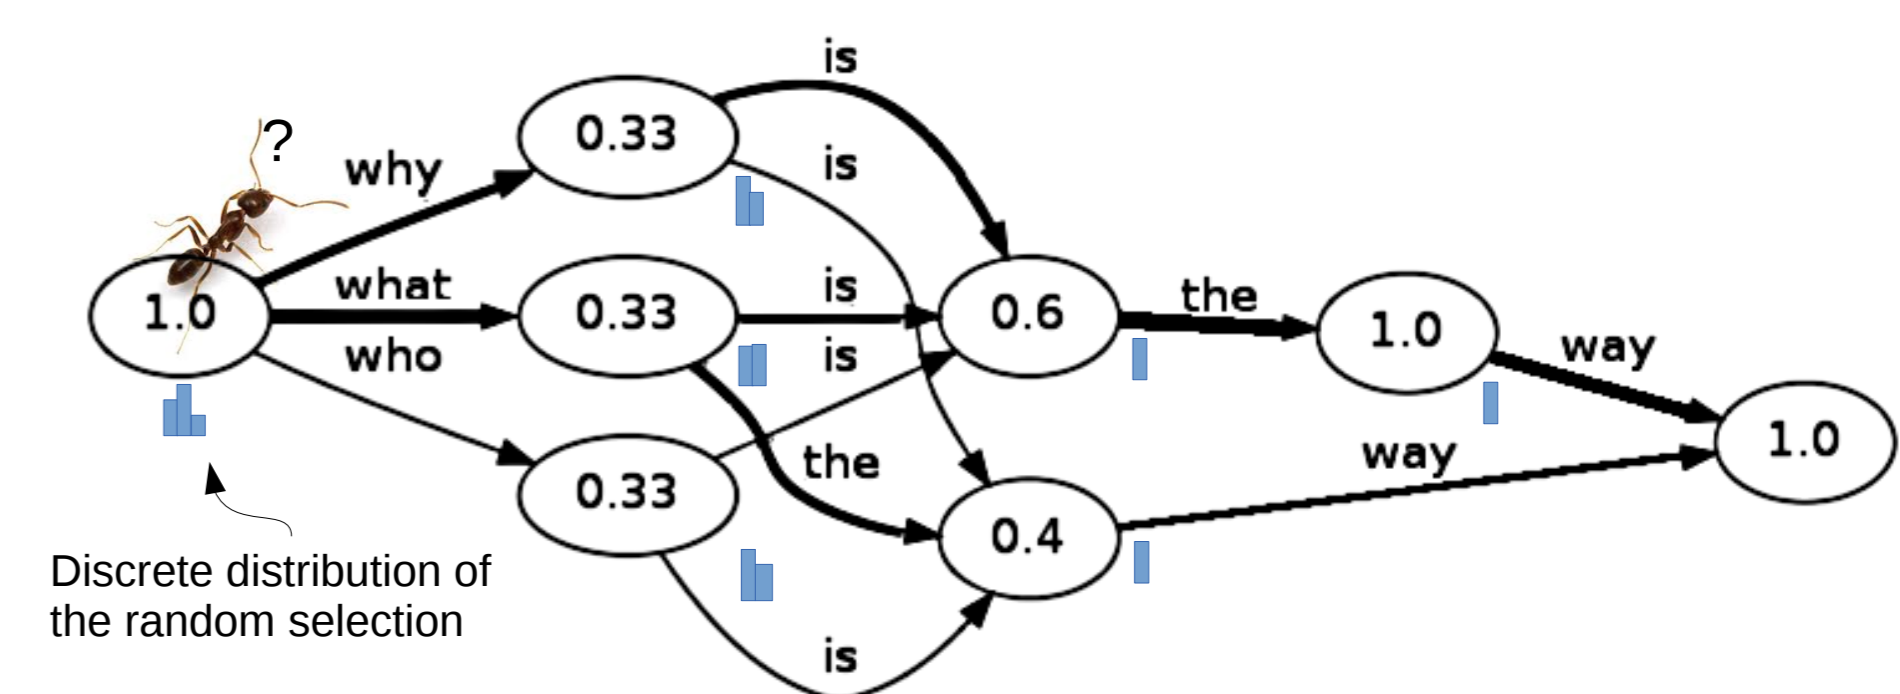 ?
why
what
who
1.0
0.33
0.33
0.33
is
is
is
is
the
is
0.6
0.4
the
1.0
way
way
1.0
Discrete distribution of
the random selection